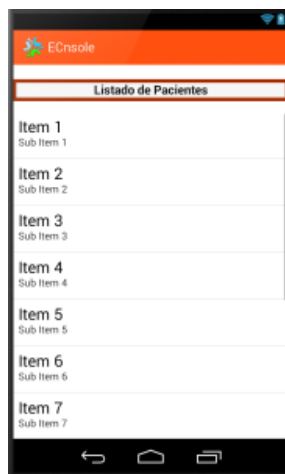 ECnsole
Listado de Pacientes
Item 1
Sub Item 1
Item 2
Sub Item 2
Item 3
Sub Item 3
Item 4
Sub Item 4
Item 5
Sub Item 5
Item 6
Sub Item 6
Item 7
Sub Item 7